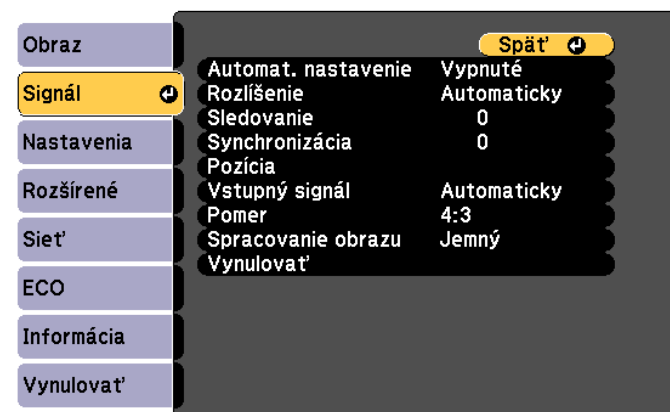 Obraz
Signál
Nastavenia
Rozšírené
Sieť
ECO
Informácia
Vynulovať
Späť
Automat. nastavenie Vypnuté
Rozlíšenie Automaticky
Sledovanie 0
Synchronizácia 0
Pozícia
Vstupný signál Automaticky
Pomer 4:3
Spracovanie obrazu Jemný
Vynulovať